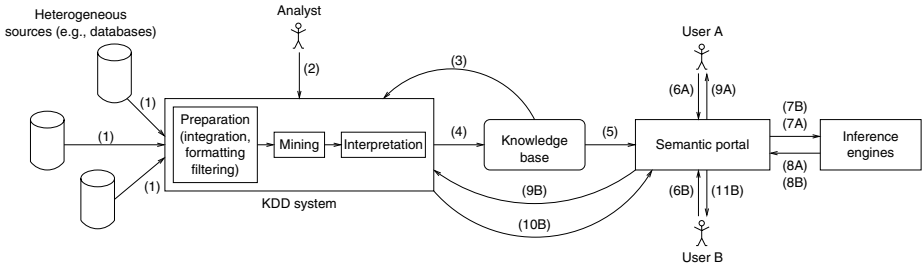 Heterogeneous
sources (e.g., databases)
Analyst
User A
(1)
(2)
(3)
(6A)
(9A)
(1)
Preparation
(integration,
formatting
filtering)
Mining
Interpretation
(4)
Knowledge
base
(5)
Semantic portal
(7B)
(7A)
(8A)
(8B)
Inference
engines
(1)
KDD system
(9B)
(10B)
(6B)
(11B)
User B